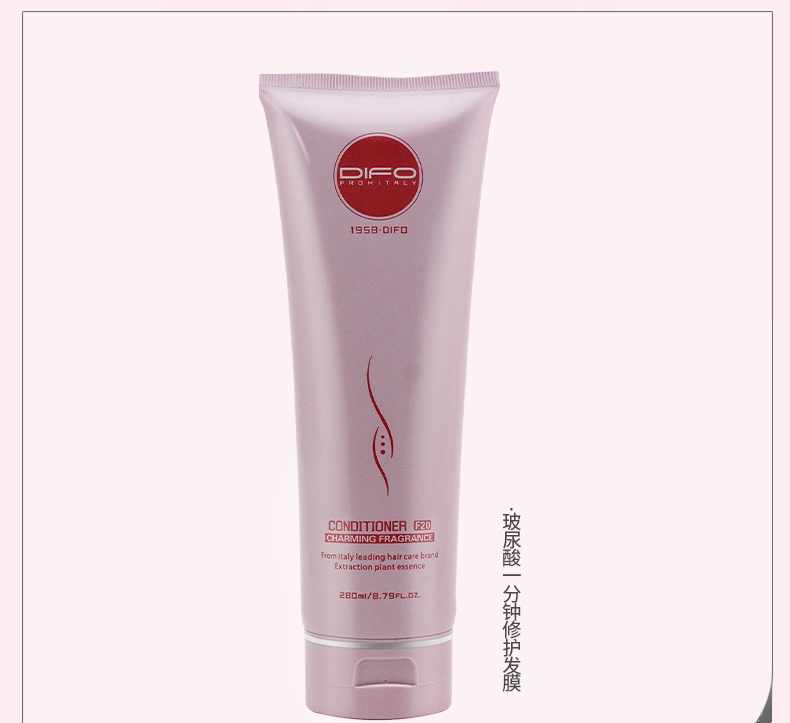 DIFO
FROMITALY
1958·DIFO
CONDITIONER F20
CHARMING FRAGRANCE
From italy leading hair care brand
Extraction plant essence
280ml/8.79FL.OZ.
·玻尿酸一分钟修护发膜